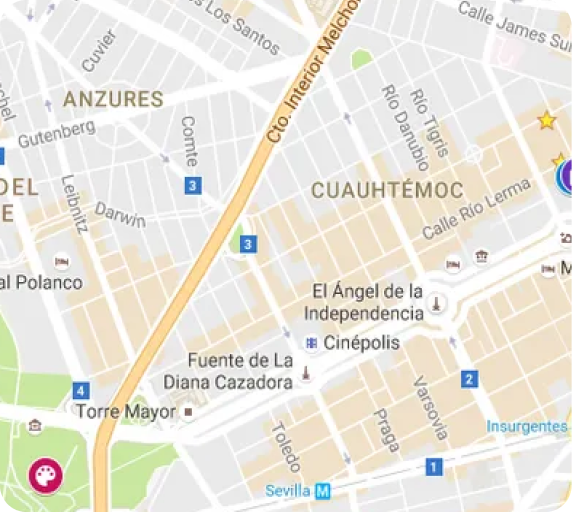 os Los Santos
Calle James Sul
Cuvier
Cto. Interior Melcho
ANZURES
Gutenberg
Comte
Río Tigris
Río Danubio
3
DEL
E
Leibnitz
Darwin
CUAUHTÉMOC
Calle Río Lerma
3
al Polanco
El Ángel de la
Independencia
M
Cinépolis
Fuente de La
Diana Cazadora
4
2
Torre Mayor
Varsovia
Praga
Toledo
Insurgentes
1
Sevilla M